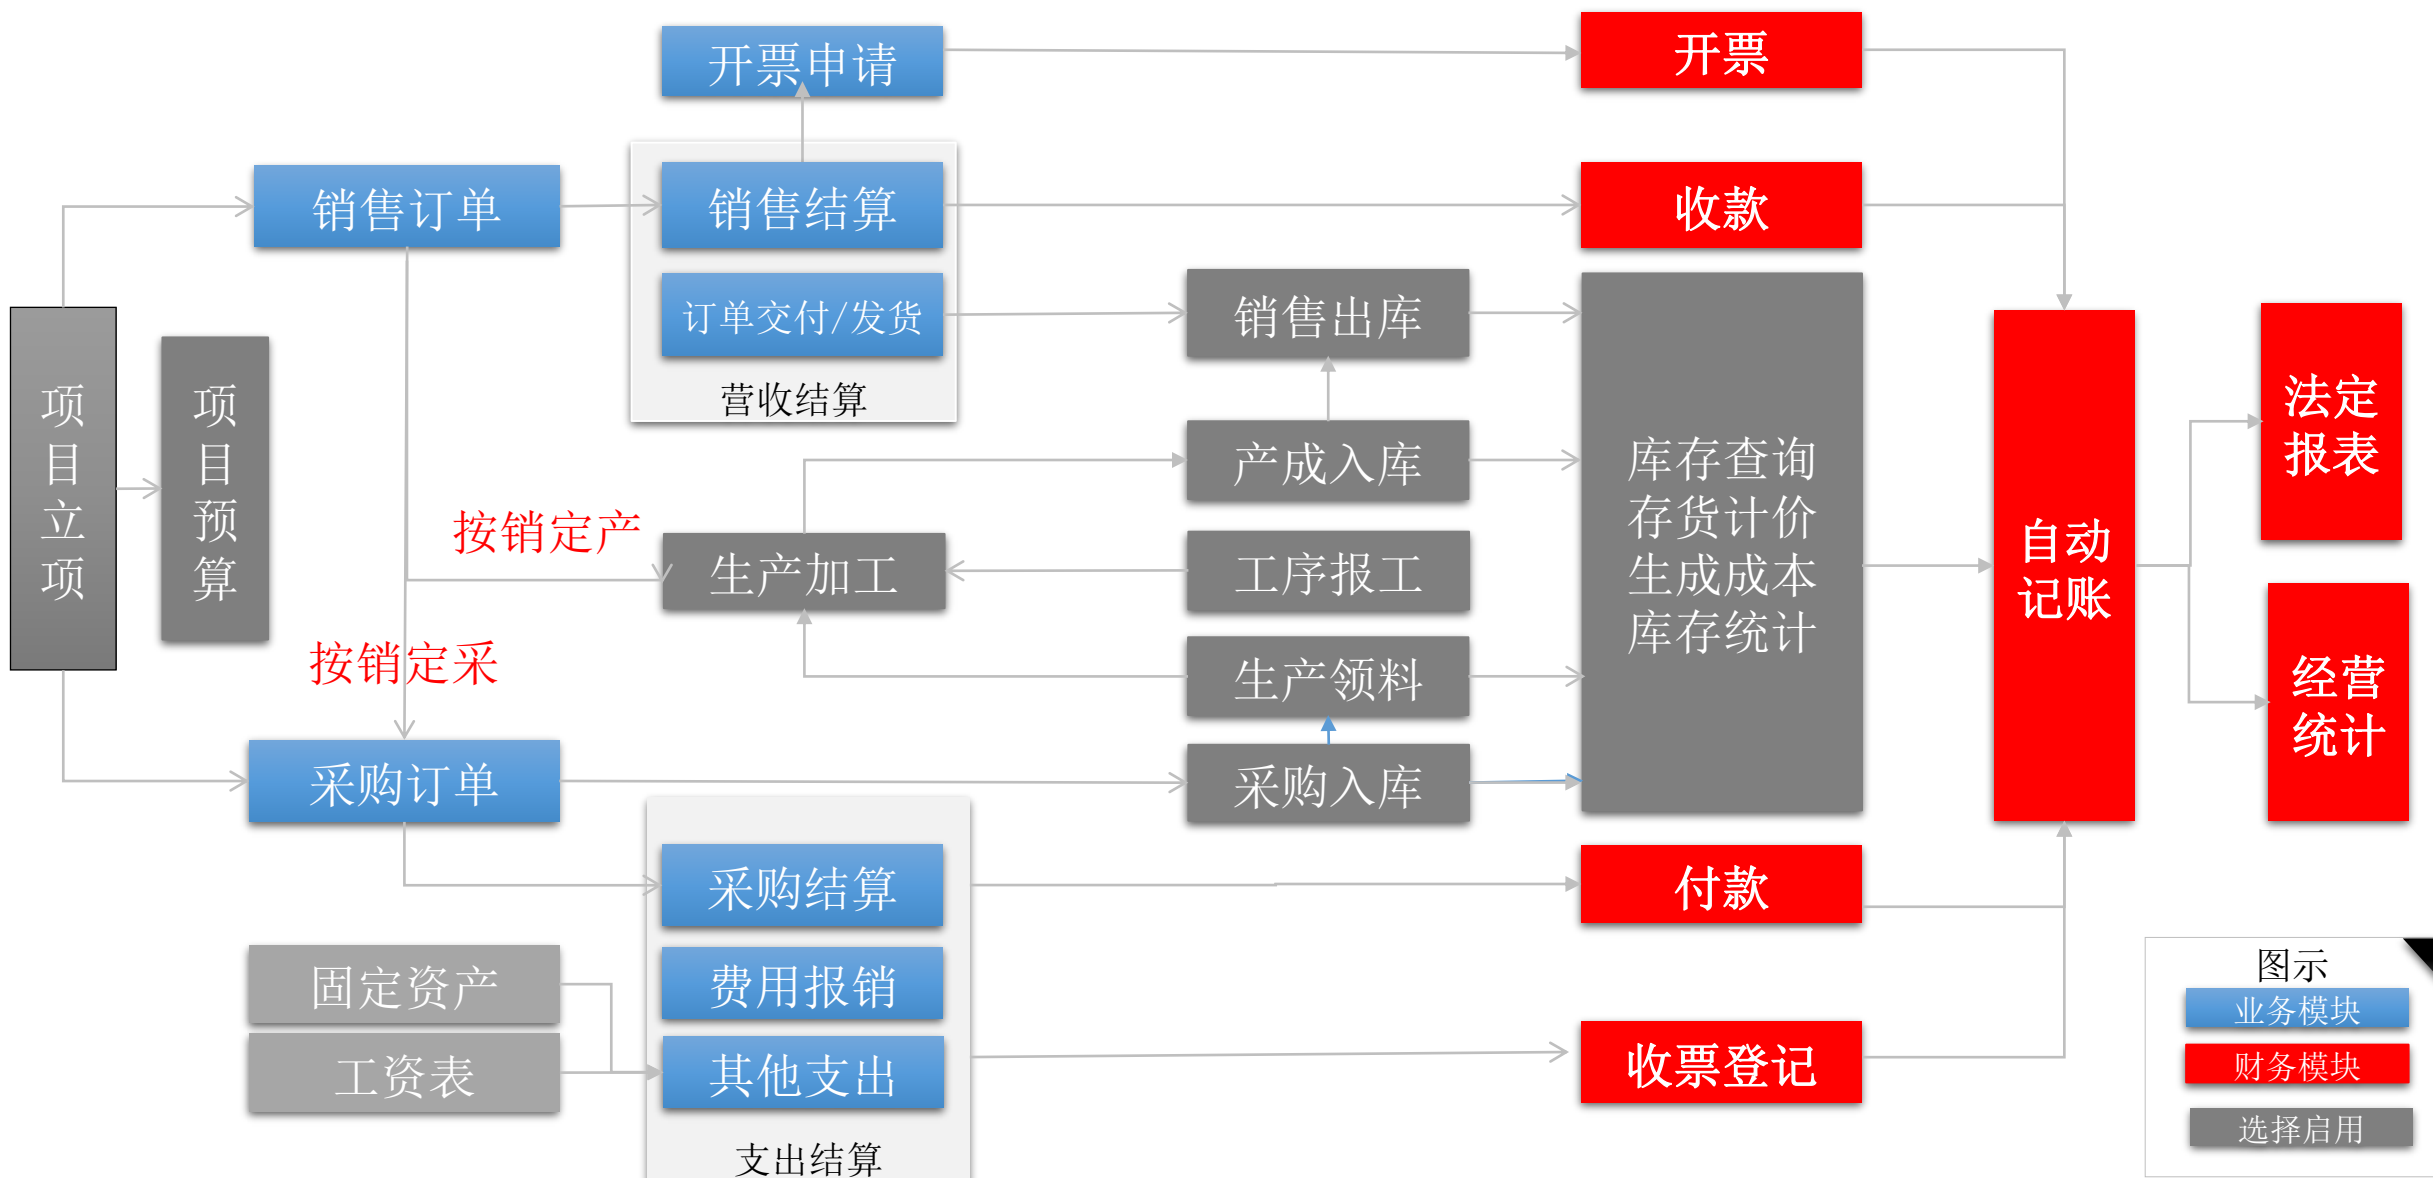 开票申请
开票
销售订单
销售结算
收款
订单交付/发货
营收结算
销售出库
项目立项
项目预算
产成入库
库存查询
存货计价
生成成本
库存统计
按销定产
生产加工
工序报工
自动
记账
法定
报表
按销定采
生产领料
经营
统计
采购订单
采购入库
采购结算
付款
固定资产
费用报销
工资表
其他支出
收票登记
支出结算
图示
业务模块
财务模块
选择启用